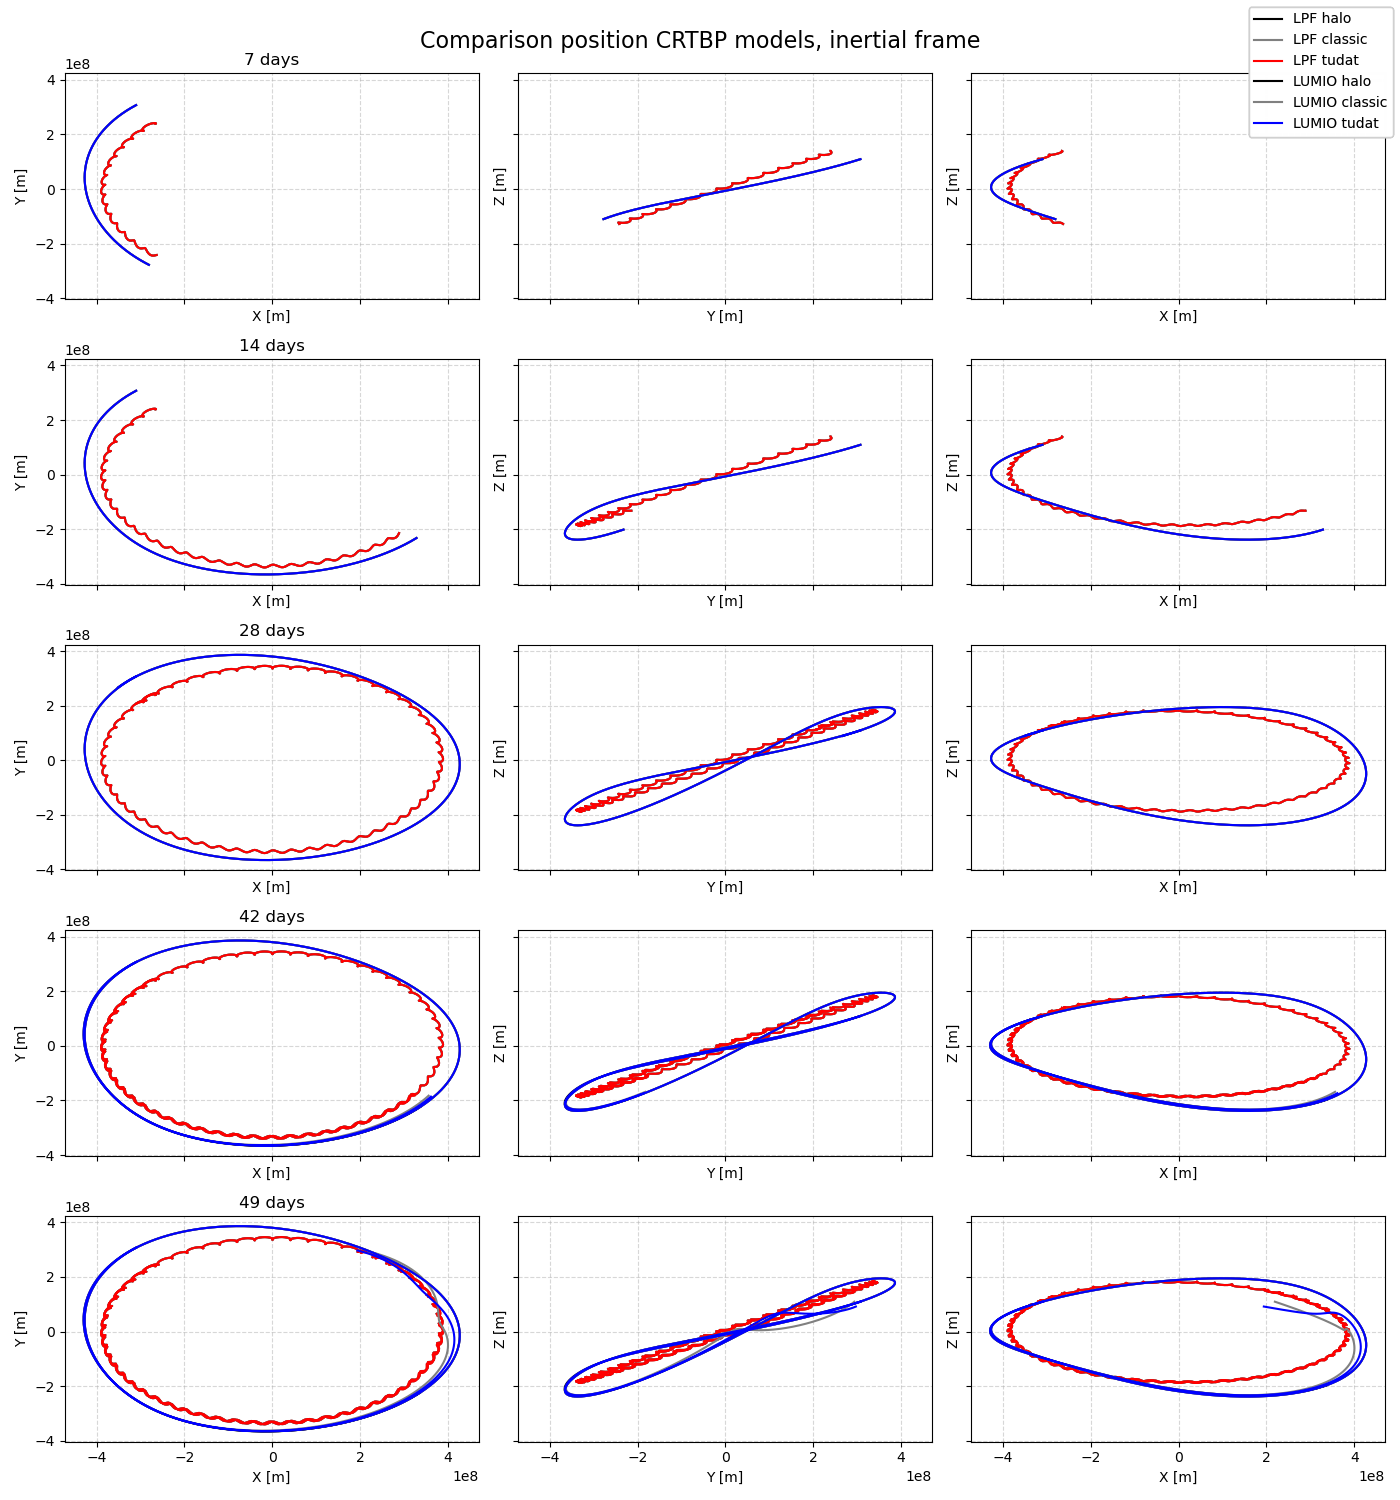 Comparison position CRTBP models, inertial frame
LPF halo
LPF classic
LPF tudat
LUMIO halo
LUMIO classic
LUMIO tudat
7 days
1e8
4
2
0
−2
−4
Y [m]
Z [m]
Z [m]
X [m]
Y [m]
X [m]
14 days
1e8
4
2
0
−2
−4
Y [m]
Z [m]
Z [m]
X [m]
Y [m]
X [m]
28 days
1e8
4
2
0
−2
−4
Y [m]
Z [m]
Z [m]
X [m]
Y [m]
X [m]
42 days
1e8
4
2
0
−2
−4
Y [m]
Z [m]
Z [m]
X [m]
Y [m]
X [m]
49 days
1e8
4
2
0
−2
−4
Y [m]
Z [m]
Z [m]
−4 −2 0 2 4
−4 −2 0 2 4
−4 −2 0 2 4
X [m] 1e8
Y [m] 1e8
X [m] 1e8